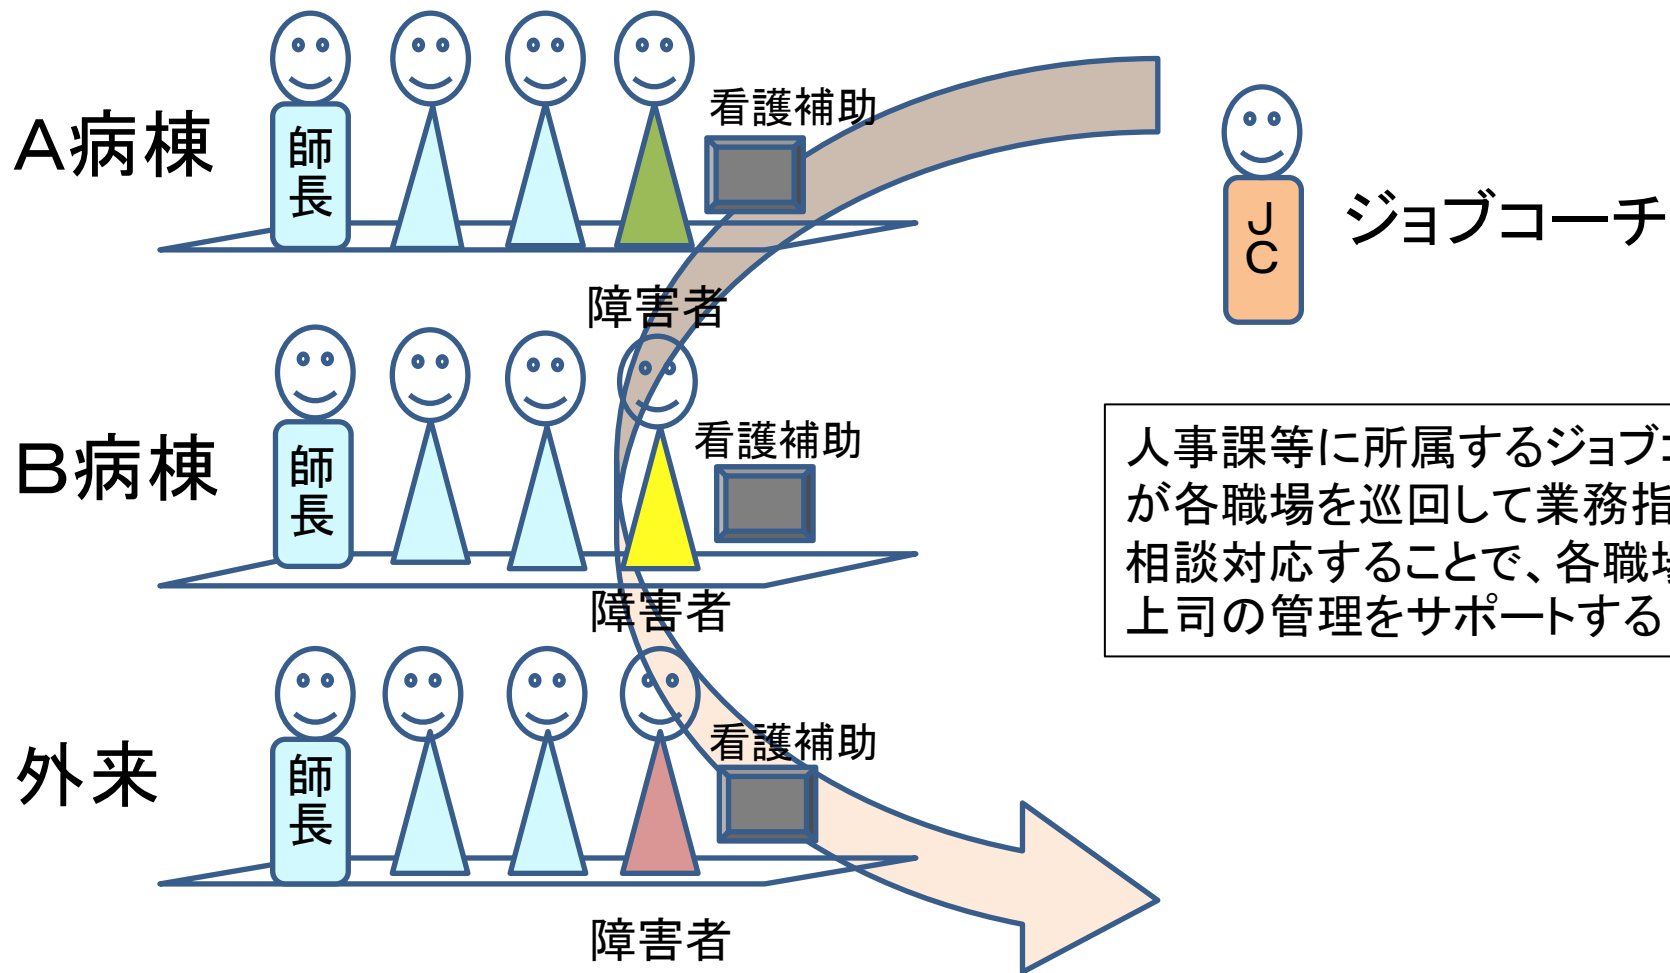 A病棟
師長
看護補助
障害者
JC
ジョブコーチ
B病棟
師長
看護補助
障害者
人事課等に所属するジョブコ
が各職場を巡回して業務指
相談対応することで、各職場
上司の管理をサポートする
外来
師長
看護補助
障害者